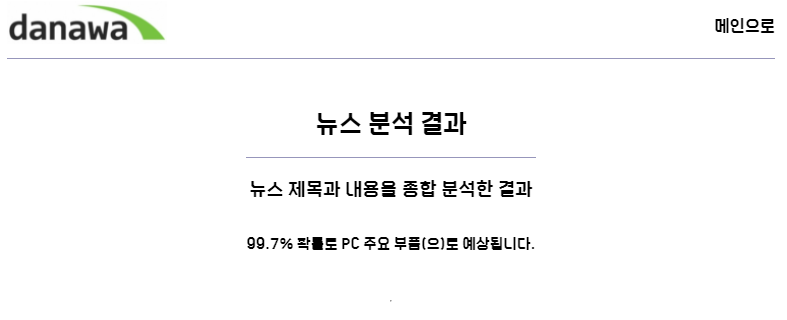 danawa
메인으로
뉴스 분석 결과
뉴스 제목과 내용을 종합 분석한 결과
99.7% 확률로 PC 주요 부품(으)로 예상됩니다.
.